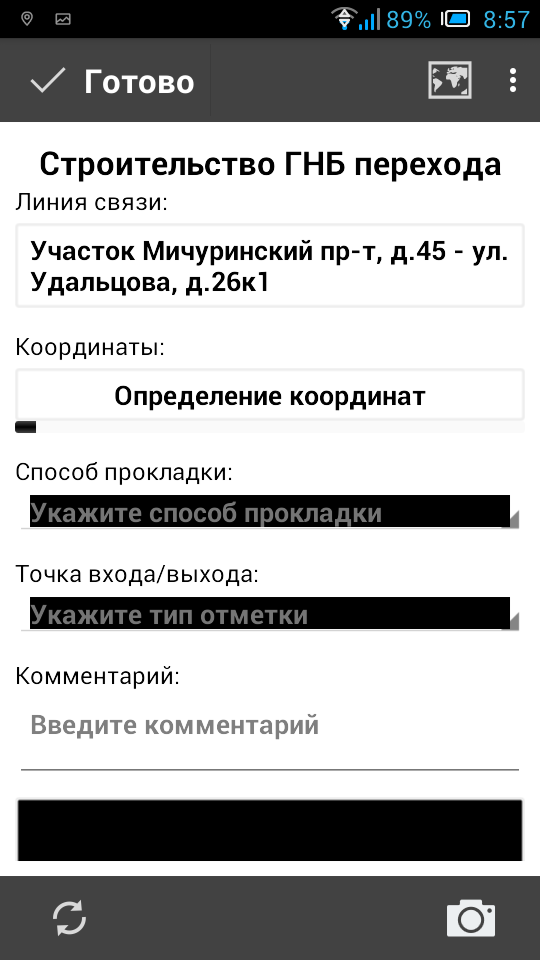 89% 8:57
Готово
Строительство ГНБ перехода
Линия связи:
Участок Мичуринский пр-т, д.45 - ул.
Удальцова, д.26к1
Координаты:
Определение координат
Способ прокладки:
Укажите способ прокладки
Точка входа/выхода:
Укажите тип отметки
Комментарий:
Введите комментарий